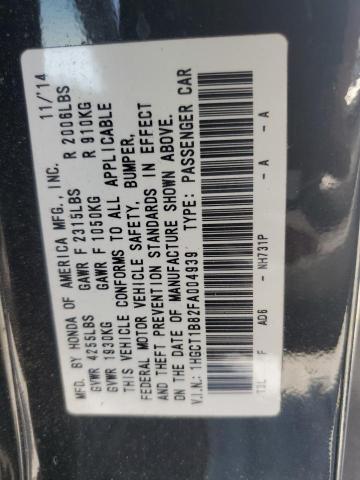 MFD. BY HONDA OF AMERICA MFG., INC. 11/'14
GVWR 4255LBS GAWR F 2315LBS R 2006LBS
GVWR 1930KG GAWR F 1050KG R 910KG
THIS VEHICLE CONFORMS TO ALL APPLICABLE
FEDERAL MOTOR VEHICLE SAFETY, BUMPER,
AND THEFT PREVENTION STANDARDS IN EFFECT
ON THE DATE OF MANUFACTURE SHOWN ABOVE.
V.I.N.: 1HGCT1B82FA004939 TYPE: PASSENGER CAR
T3L F AD6 - NH731P - A - A